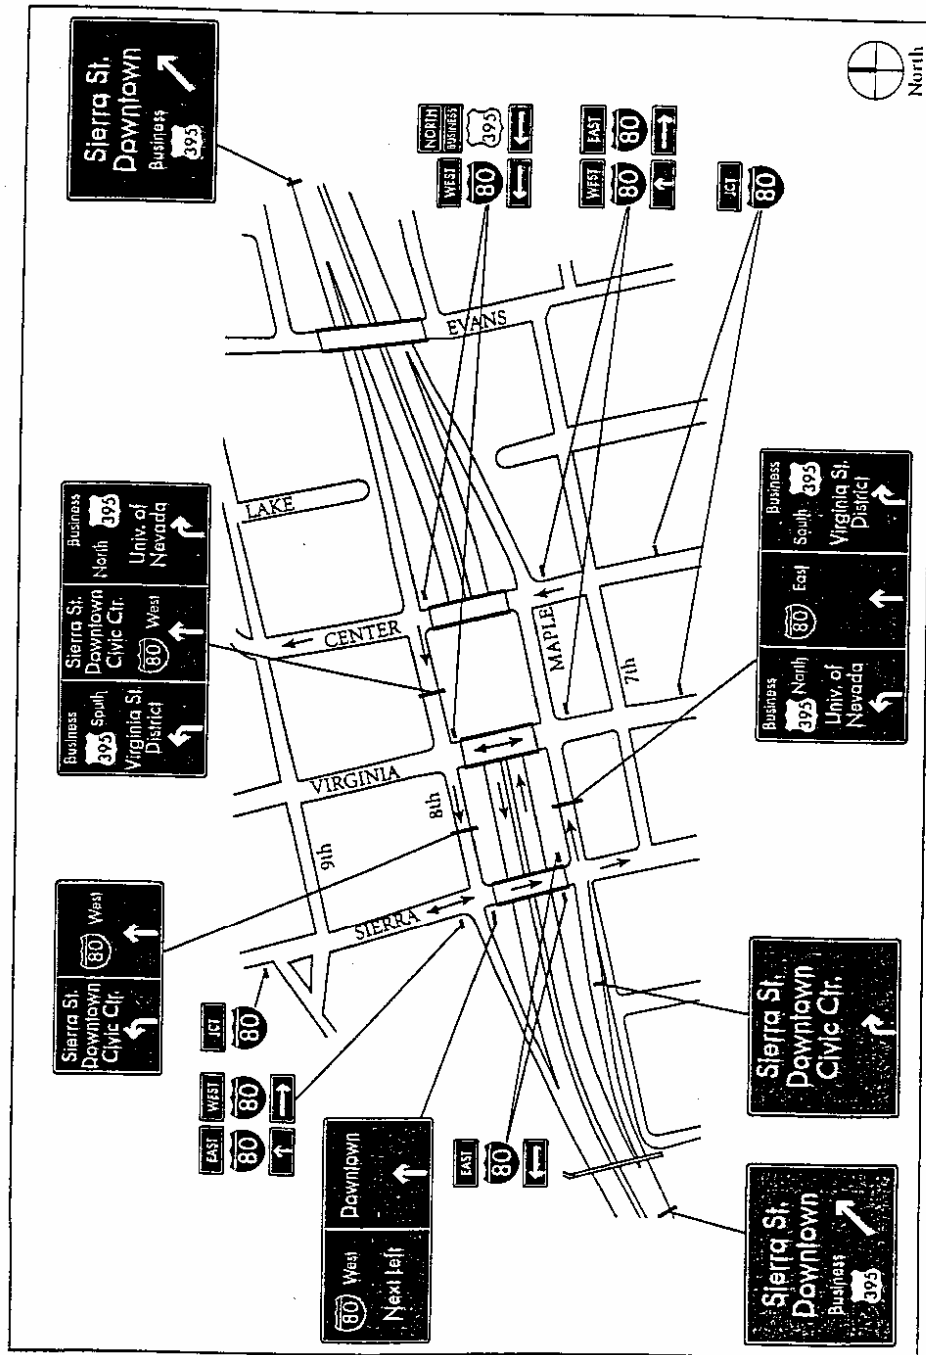 Sierra St.
Downtown
Business
395
North
NORTH
BUSINESS
395
WEST
80
EAST
80
WEST
80
JCT
80
EVANS
LAKE
CENTER
MAPLE
7th
VIRGINIA
8th
9th
SIERRA
Business
North 395
Univ. of
Nevada
Sierra St.
Downtown
Civic Ctr.
80 West
Business
395 South
Virginia St.
District
Business
South 395
Virginia St.
District
80 East
Business
395 North
Univ. of
Nevada
80 West
Sierra St.
Downtown
Civic Ctr.
JCT
80
WEST
80
EAST
80
Downtown
80 West
Next Left
EAST
80
Sierra St.
Downtown
Civic Ctr.
Sierra St.
Downtown
Business
395